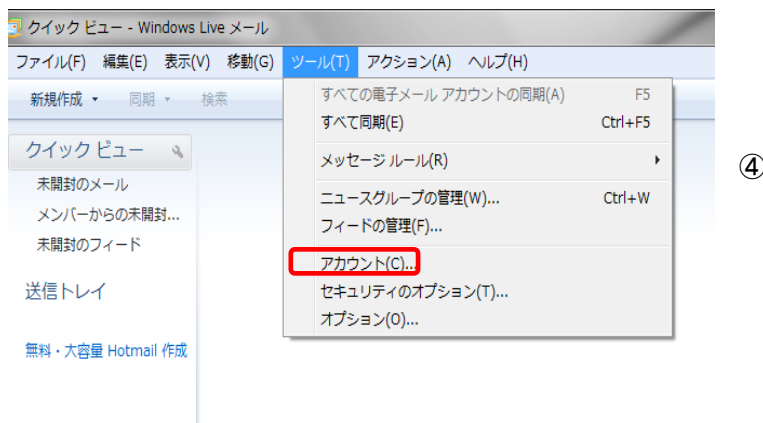 クイック ビュー - Windows Live メール
ファイル(F) 編集(E) 表示(V) 移動(G) ツール(T) アクション(A) ヘルプ(H)
新規作成 同期 検索
すべての電子メール アカウントの同期(A) F5
すべて同期(E) Ctrl+F5
メッセージ ルール(R)
ニュースグループの管理(W)... Ctrl+W
フィードの管理(F)...
アカウント(C)...
セキュリティのオプション(T)...
オプション(O)...
クイック ビュー
未開封のメール
メンバーからの未開封...
未開封のフィード
送信トレイ
無料・大容量 Hotmail 作成
④